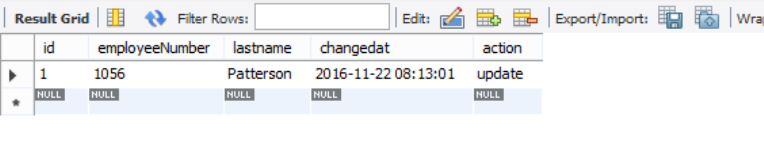 Result Grid Filter Rows: Edit: Export/Import: Wrap
id employeeNumber lastname changedat action
1 1056 Patterson 2016-11-22 08:13:01 update
NULL NULL NULL NULL NULL